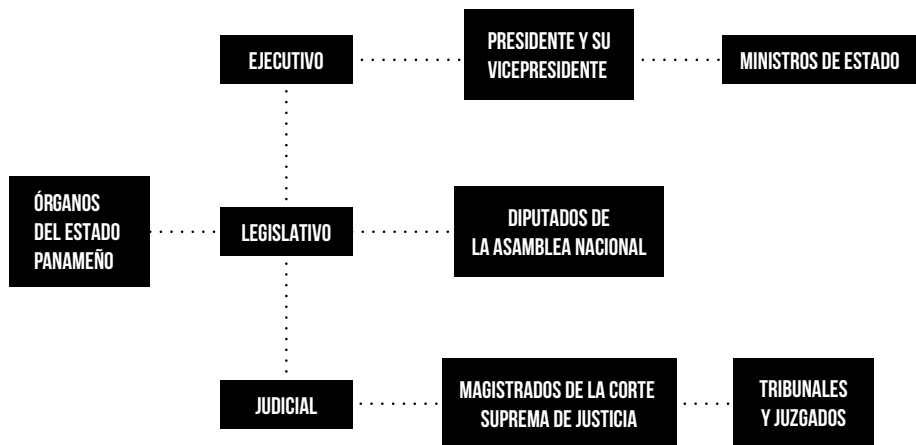 EJECUTIVO
PRESIDENTE Y SU
VICEPRESIDENTE
MINISTROS DE ESTADO
ÓRGANOS
DEL ESTADO
PANAMEÑO
LEGISLATIVO
DIPUTADOS DE
LA ASAMBLEA NACIONAL
JUDICIAL
MAGISTRADOS DE LA CORTE
SUPREMA DE JUSTICIA
TRIBUNALES
Y JUZGADOS